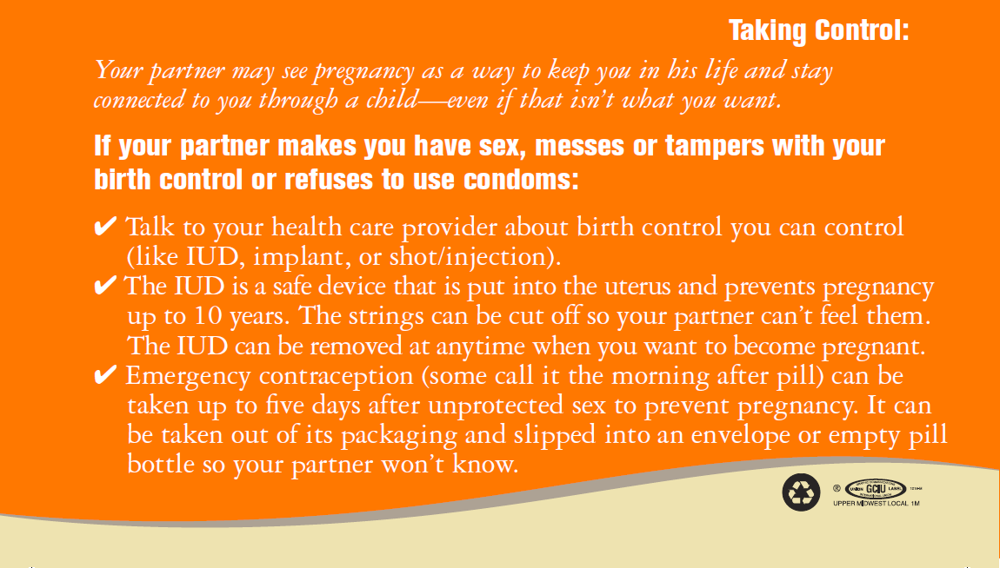 Taking Control:
Your partner may see pregnancy as a way to keep you in his life and stay
connected to you through a child—even if that isn't what you want.
If your partner makes you have sex, messes or tampers with your
birth control or refuses to use condoms:
✔ Talk to your health care provider about birth control you can control
(like IUD, implant, or shot/injection).
✔ The IUD is a safe device that is put into the uterus and prevents pregnancy
up to 10 years. The strings can be cut off so your partner can't feel them.
The IUD can be removed at anytime when you want to become pregnant.
✔ Emergency contraception (some call it the morning after pill) can be
taken up to five days after unprotected sex to prevent pregnancy. It can
be taken out of its packaging and slipped into an envelope or empty pill
bottle so your partner won't know.
® UNION GCIU LABEL
UPPER MIDWEST LOCAL 1M